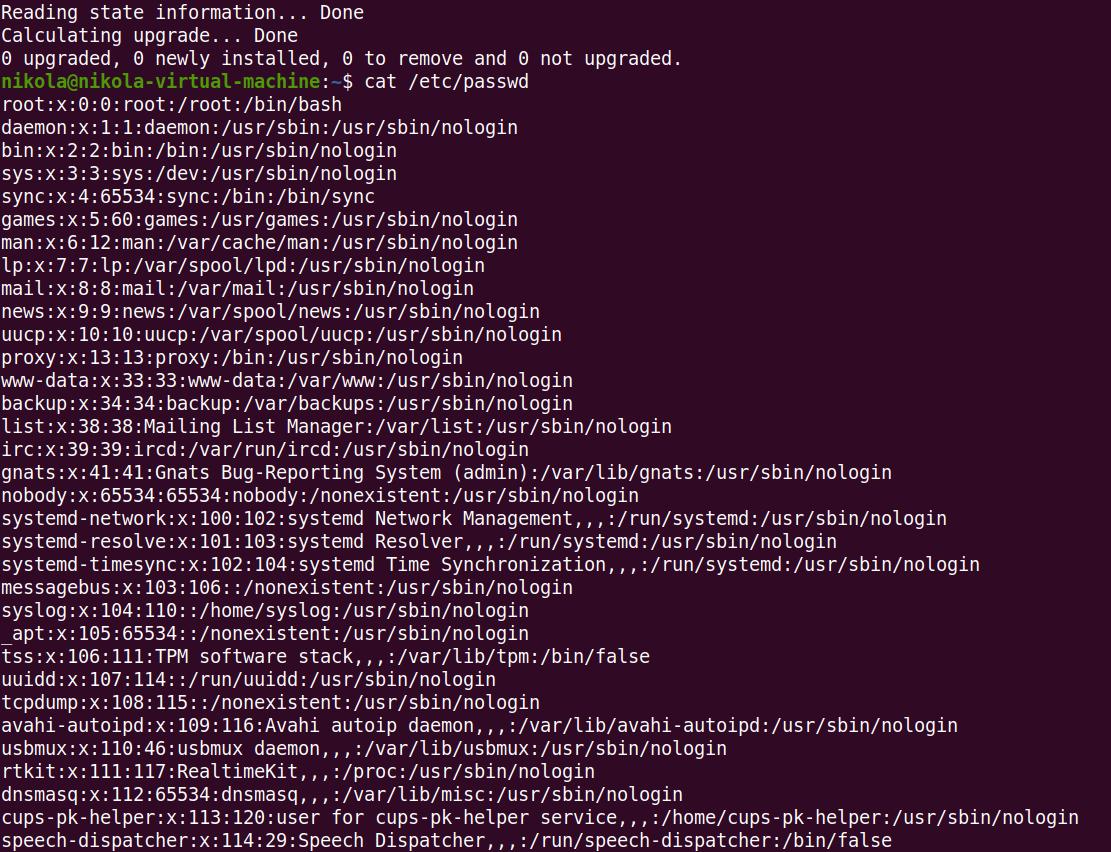 Reading state information... Done
Calculating upgrade... Done
0 upgraded, 0 newly installed, 0 to remove and 0 not upgraded.
nikola@nikola-virtual-machine:~$ cat /etc/passwd
root:x:0:0:root:/root:/bin/bash
daemon:x:1:1:daemon:/usr/sbin:/usr/sbin/nologin
bin:x:2:2:bin:/bin:/usr/sbin/nologin
sys:x:3:3:sys:/dev:/usr/sbin/nologin
sync:x:4:65534:sync:/bin:/bin/sync
games:x:5:60:games:/usr/games:/usr/sbin/nologin
man:x:6:12:man:/var/cache/man:/usr/sbin/nologin
lp:x:7:7:lp:/var/spool/lpd:/usr/sbin/nologin
mail:x:8:8:mail:/var/mail:/usr/sbin/nologin
news:x:9:9:news:/var/spool/news:/usr/sbin/nologin
uucp:x:10:10:uucp:/var/spool/uucp:/usr/sbin/nologin
proxy:x:13:13:proxy:/bin:/usr/sbin/nologin
www-data:x:33:33:www-data:/var/www:/usr/sbin/nologin
backup:x:34:34:backup:/var/backups:/usr/sbin/nologin
list:x:38:38:Mailing List Manager:/var/list:/usr/sbin/nologin
irc:x:39:39:ircd:/var/run/ircd:/usr/sbin/nologin
gnats:x:41:41:Gnats Bug-Reporting System (admin):/var/lib/gnats:/usr/sbin/nologin
nobody:x:65534:65534:nobody:/nonexistent:/usr/sbin/nologin
systemd-network:x:100:102:systemd Network Management,,,:/run/systemd:/usr/sbin/nologin
systemd-resolve:x:101:103:systemd Resolver,,,:/run/systemd:/usr/sbin/nologin
systemd-timesync:x:102:104:systemd Time Synchronization,,,:/run/systemd:/usr/sbin/nologin
messagebus:x:103:106::/nonexistent:/usr/sbin/nologin
syslog:x:104:110::/home/syslog:/usr/sbin/nologin
_apt:x:105:65534::/nonexistent:/usr/sbin/nologin
tss:x:106:111:TPM software stack,,,:/var/lib/tpm:/bin/false
uuidd:x:107:114::/run/uuidd:/usr/sbin/nologin
tcpdump:x:108:115::/nonexistent:/usr/sbin/nologin
avahi-autoipd:x:109:116:Avahi autoip daemon,,,:/var/lib/avahi-autoipd:/usr/sbin/nologin
usbmux:x:110:46:usbmux daemon,,,:/var/lib/usbmux:/usr/sbin/nologin
rtkit:x:111:117:RealtimeKit,,,:/proc:/usr/sbin/nologin
dnsmasq:x:112:65534:dnsmasq,,,:/var/lib/misc:/usr/sbin/nologin
cups-pk-helper:x:113:120:user for cups-pk-helper service,,,:/home/cups-pk-helper:/usr/sbin/nologin
speech-dispatcher:x:114:29:Speech Dispatcher,,,:/run/speech-dispatcher:/bin/false